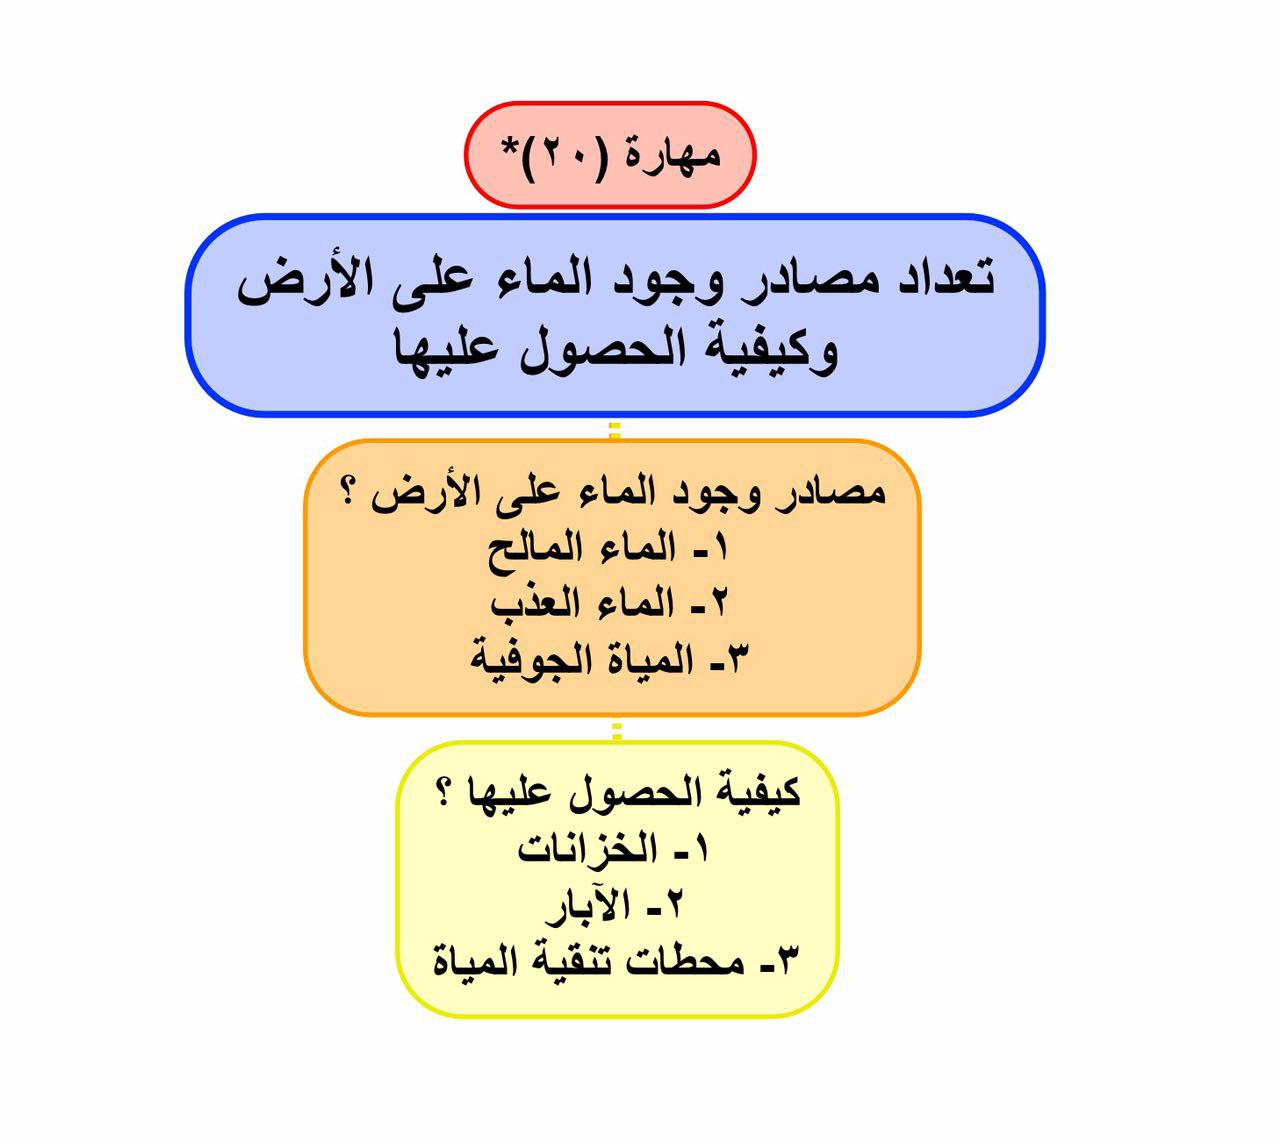 مهارة (٢٠)*
تعداد مصادر وجود الماء على الأرض
وكيفية الحصول عليها
مصادر وجود الماء على الأرض ؟
١- الماء المالح
٢- الماء العذب
٣- المياة الجوفية
كيفية الحصول عليها ؟
١- الخزانات
٢- الآبار
٣- محطات تنقية المياة